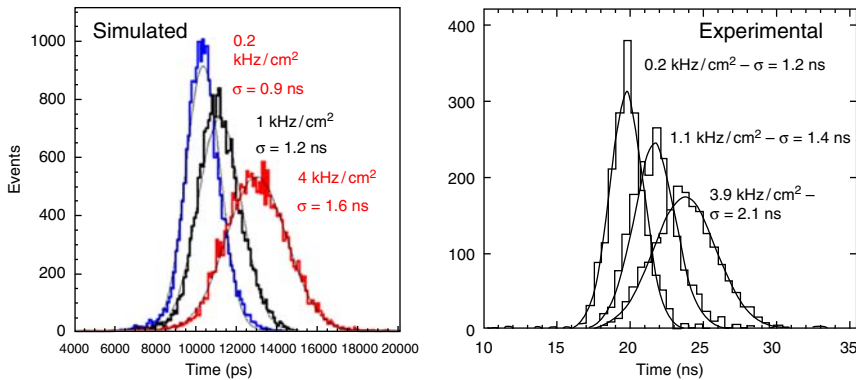 Simulated
0.2
kHz/cm²
σ = 0.9 ns
1 kHz/cm²
σ = 1.2 ns
4 kHz/cm²
σ = 1.6 ns
Events
1000
800
600
400
200
0
4000 6000 8000 10000 12000 14000 16000 18000 20000
Time (ps)
Experimental
0.2 kHz/cm² – σ = 1.2 ns
1.1 kHz/cm² – σ = 1.4 ns
3.9 kHz/cm² –
σ = 2.1 ns
400
300
200
100
0
10 15 20 25 30 35
Time (ns)